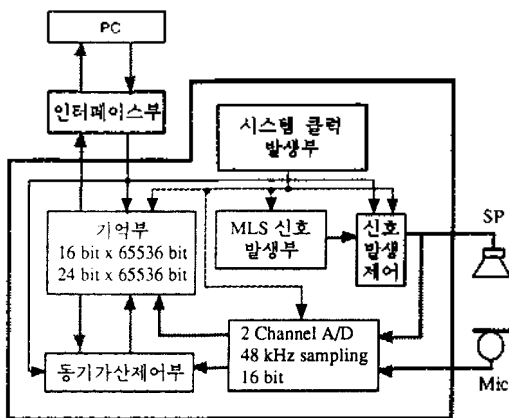 PC
인터페이스부
시스템 클럭
발생부
기억부
16 bit x 65536 bit
24 bit x 65536 bit
MLS 신호
발생부
신호
발생
제어
SP
2 Channel A/D
48 kHz sampling
16 bit
동기가산제어부
Mic